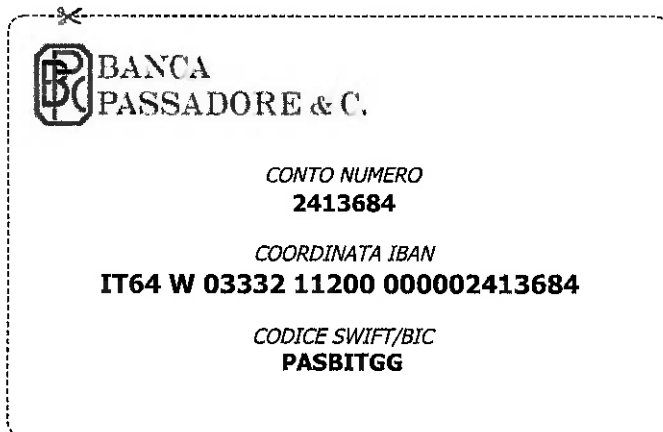 BANCA
PASSADORE & C.
CONTO NUMERO
2413684
COORDINATA IBAN
IT64 W 03332 11200 000002413684
CODICE SWIFT/BIC
PASBITGG